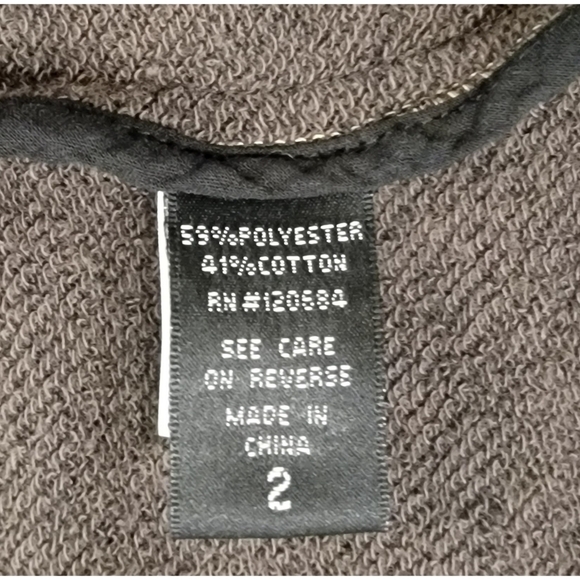 59%POLYESTER
41%COTTON
RN#120684
SEE CARE
ON REVERSE
MADE IN
CHINA
2